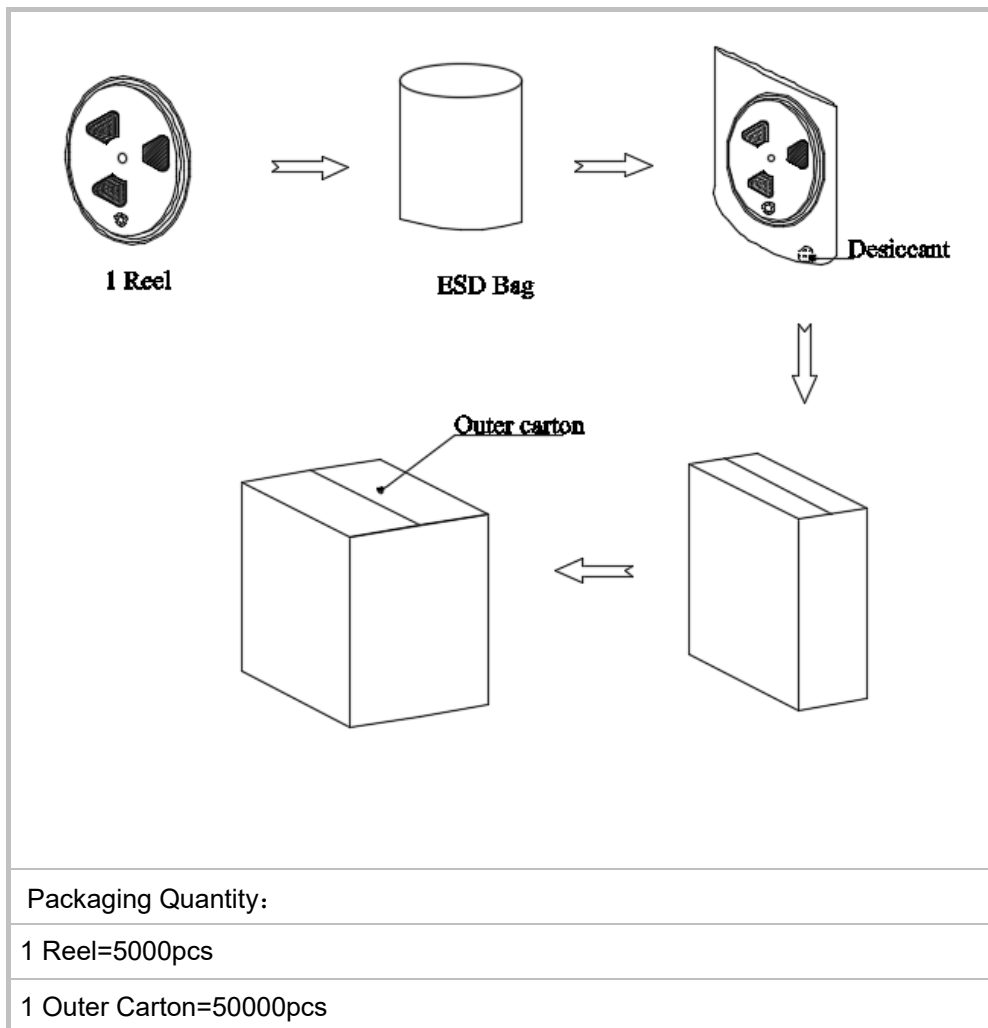 1 Reel
ESD Bag
Desiccant
Outer carton
Packaging Quantity：
1 Reel=5000pcs
1 Outer Carton=50000pcs